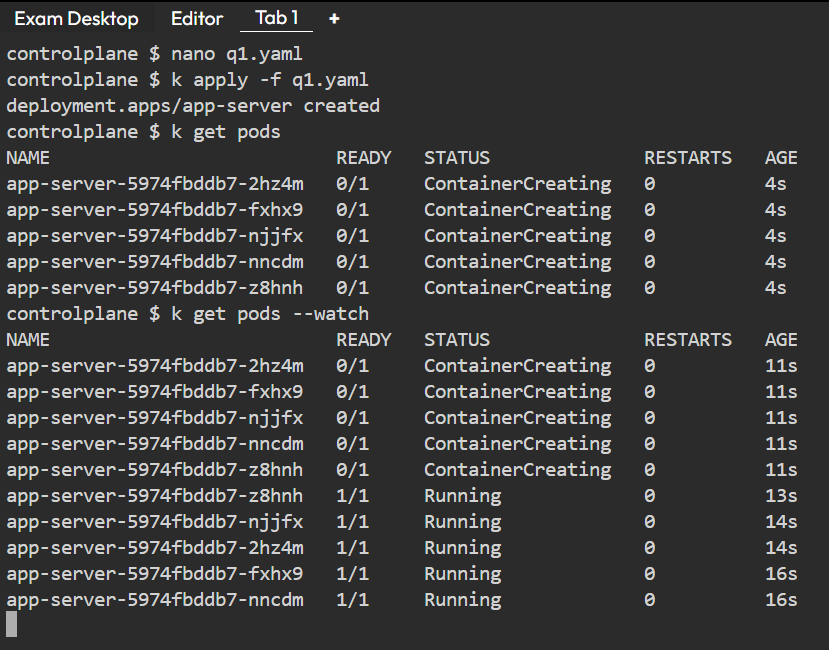 Exam Desktop Editor Tab 1 +
controlplane $ nano q1.yaml
controlplane $ k apply -f q1.yaml
deployment.apps/app-server created
controlplane $ k get pods
NAME READY STATUS RESTARTS AGE
app-server-5974fbddb7-2hz4m 0/1 ContainerCreating 0 4s
app-server-5974fbddb7-fxhx9 0/1 ContainerCreating 0 4s
app-server-5974fbddb7-njjfx 0/1 ContainerCreating 0 4s
app-server-5974fbddb7-nncdm 0/1 ContainerCreating 0 4s
app-server-5974fbddb7-z8hnh 0/1 ContainerCreating 0 4s
controlplane $ k get pods --watch
NAME READY STATUS RESTARTS AGE
app-server-5974fbddb7-2hz4m 0/1 ContainerCreating 0 11s
app-server-5974fbddb7-fxhx9 0/1 ContainerCreating 0 11s
app-server-5974fbddb7-njjfx 0/1 ContainerCreating 0 11s
app-server-5974fbddb7-nncdm 0/1 ContainerCreating 0 11s
app-server-5974fbddb7-z8hnh 0/1 ContainerCreating 0 11s
app-server-5974fbddb7-z8hnh 1/1 Running 0 13s
app-server-5974fbddb7-njjfx 1/1 Running 0 14s
app-server-5974fbddb7-2hz4m 1/1 Running 0 14s
app-server-5974fbddb7-fxhx9 1/1 Running 0 16s
app-server-5974fbddb7-nncdm 1/1 Running 0 16s